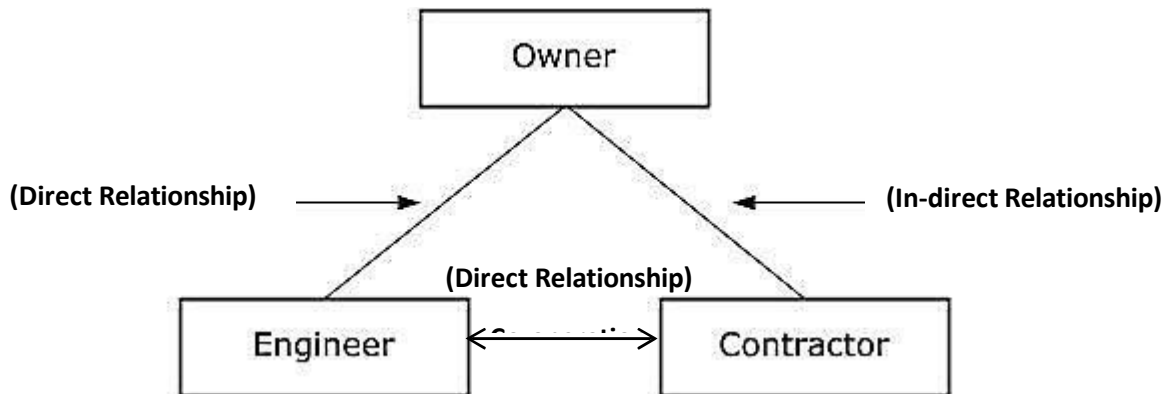 Owner
(Direct Relationship)
(In-direct Relationship)
(Direct Relationship)
Engineer
Contractor